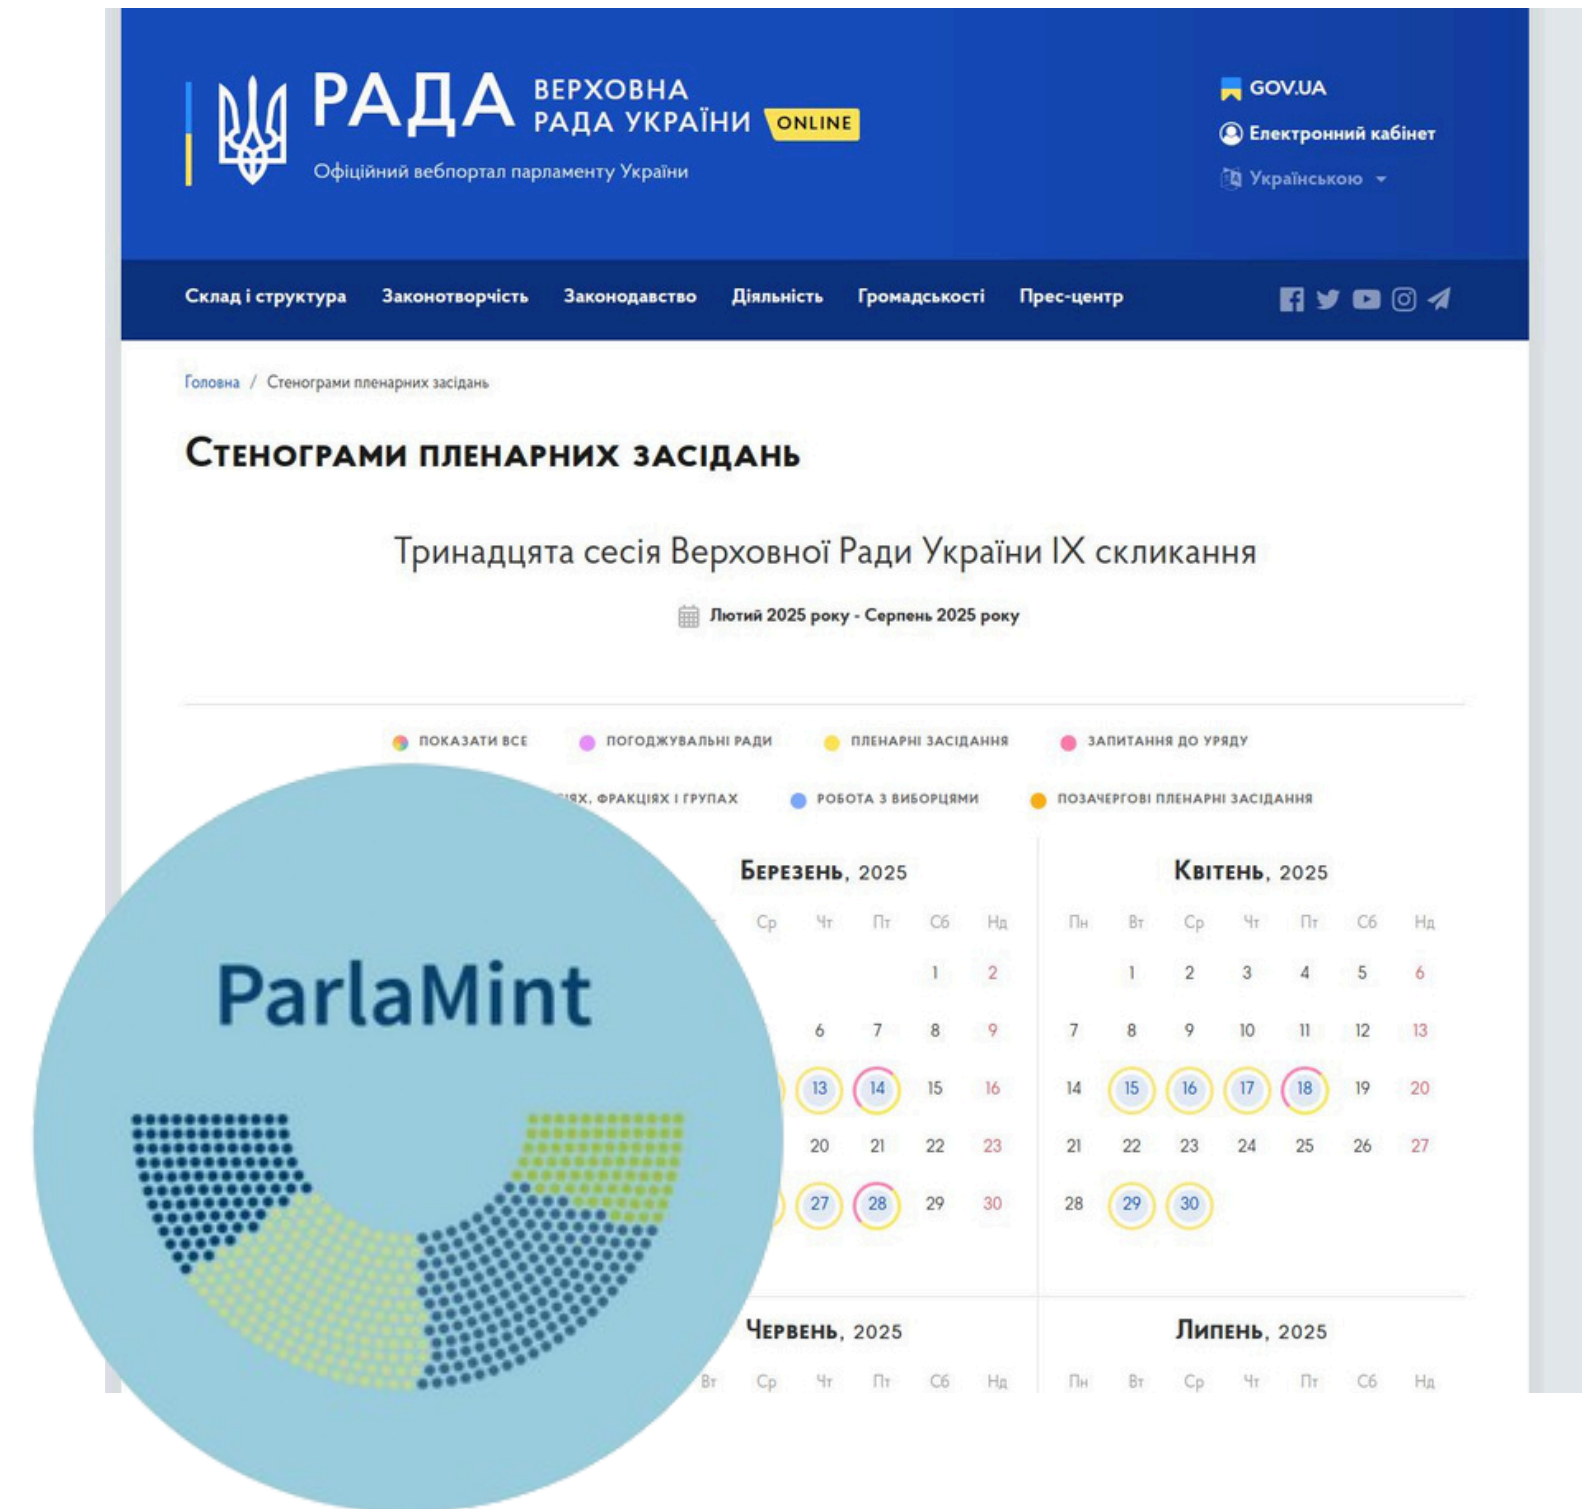 РАДА
ВЕРХОВНА
РАДА УКРАЇНИ ONLINE
Офіційний вебпортал парламенту України
GOV.UA
Електронний кабінет
Українською
Склад і структура Законотворчість Законодавство Діяльність Громадськості Прес-центр
Головна / Стенограми пленарних засідань
Стенограми пленарних засідань
Тринадцята сесія Верховної Ради України IX скликання
Лютий 2025 року - Серпень 2025 року
ПОКАЗАТИ ВСЕ ПОГОДЖУВАЛЬНІ РАДИ ПЛЕНАРНІ ЗАСІДАННЯ ЗАПИТАННЯ ДО УРЯДУ
ФРАКЦІЯХ І ГРУПАХ РОБОТА З ВИБОРЦЯМИ ПОЗАЧЕРГОВІ ПЛЕНАРНІ ЗАСІДАННЯ
ParlaMint
Березень, 2025
Ср Чт Пт Сб Нд
1 2
6 7 8 9
13 14 15 16
20 21 22 23
27 28 29 30
Квітень, 2025
Пн Вт Ср Чт Пт Сб Нд
1 2 3 4 5 6
7 8 9 10 11 12 13
14 15 16 17 18 19 20
21 22 23 24 25 26 27
28 29 30
Червень, 2025
Вт Ср Чт Пт Сб Нд
Липень, 2025
Пн Вт Ср Чт Пт Сб Нд